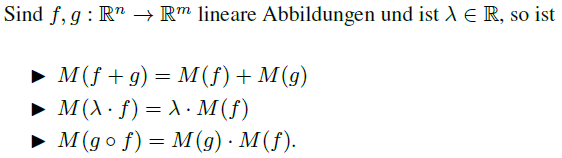 Sind f, g : ℝⁿ → ℝᵐ lineare Abbildungen und ist λ ∈ ℝ, so ist
▶ M(f + g) = M(f) + M(g)
▶ M(λ · f) = λ · M(f)
▶ M(g ∘ f) = M(g) · M(f).